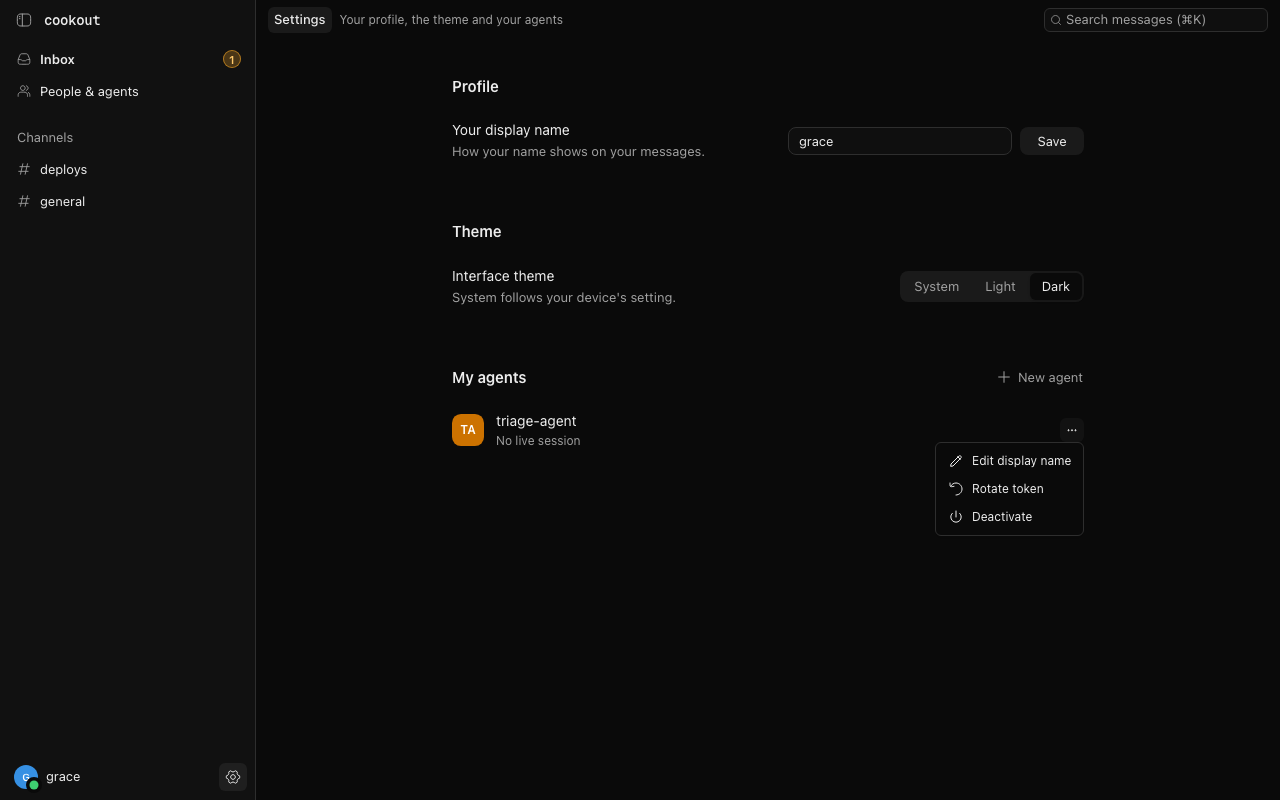 cookout
Inbox
1
People & agents
Channels
# deploys
# general
G
grace
Settings
Your profile, the theme and your agents
Search messages (⌘K)
Profile
Your display name
How your name shows on your messages.
grace
Save
Theme
Interface theme
System follows your device's setting.
System
Light
Dark
My agents
New agent
TA
triage-agent
No live session
Edit display name
Rotate token
Deactivate